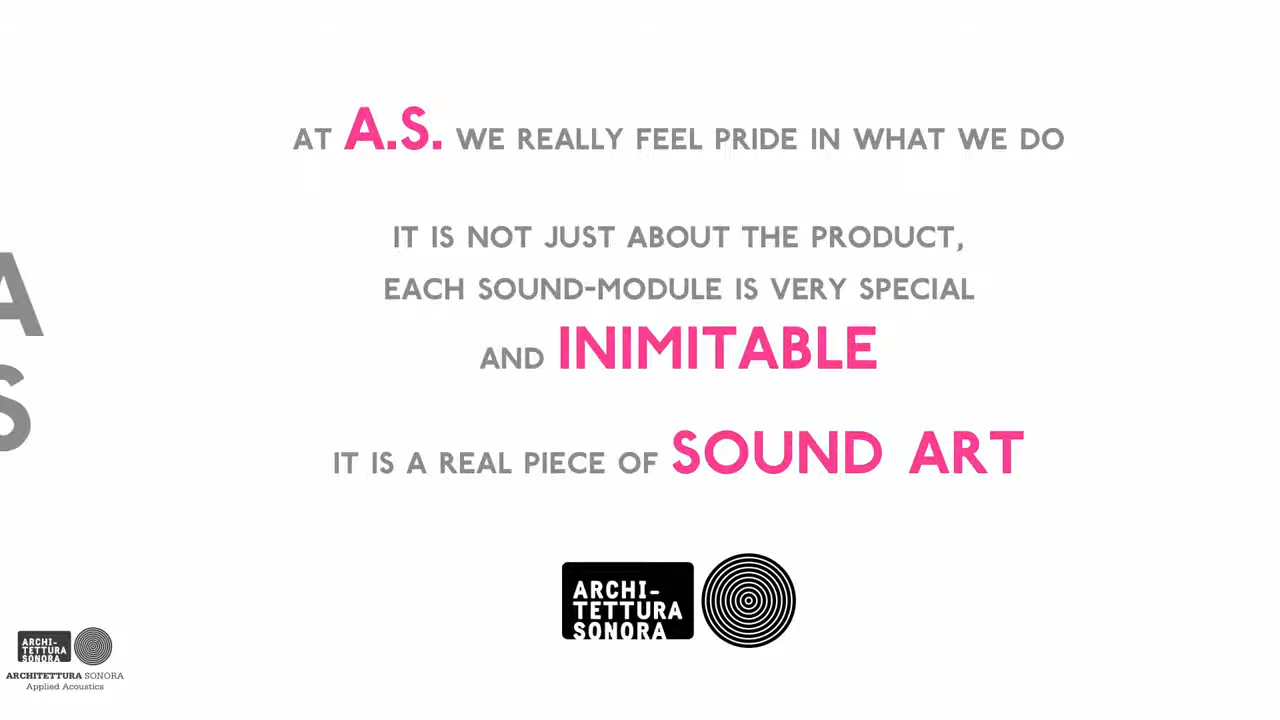 AT A.S. WE REALLY FEEL PRIDE IN WHAT WE DO
IT IS NOT JUST ABOUT THE PRODUCT,
EACH SOUND-MODULE IS VERY SPECIAL
AND INIMITABLE
IT IS A REAL PIECE OF SOUND ART
A
S
ARCHI-
TETTURA
SONORA
ARCHI-
TETTURA
SONORA
ARCHITETTURA SONORA
Applied Acoustics